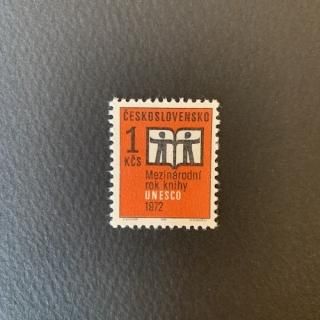 ČESKOSLOVENSKO
1
KČS
Mezinárodní
rok knihy
UNESCO
1972